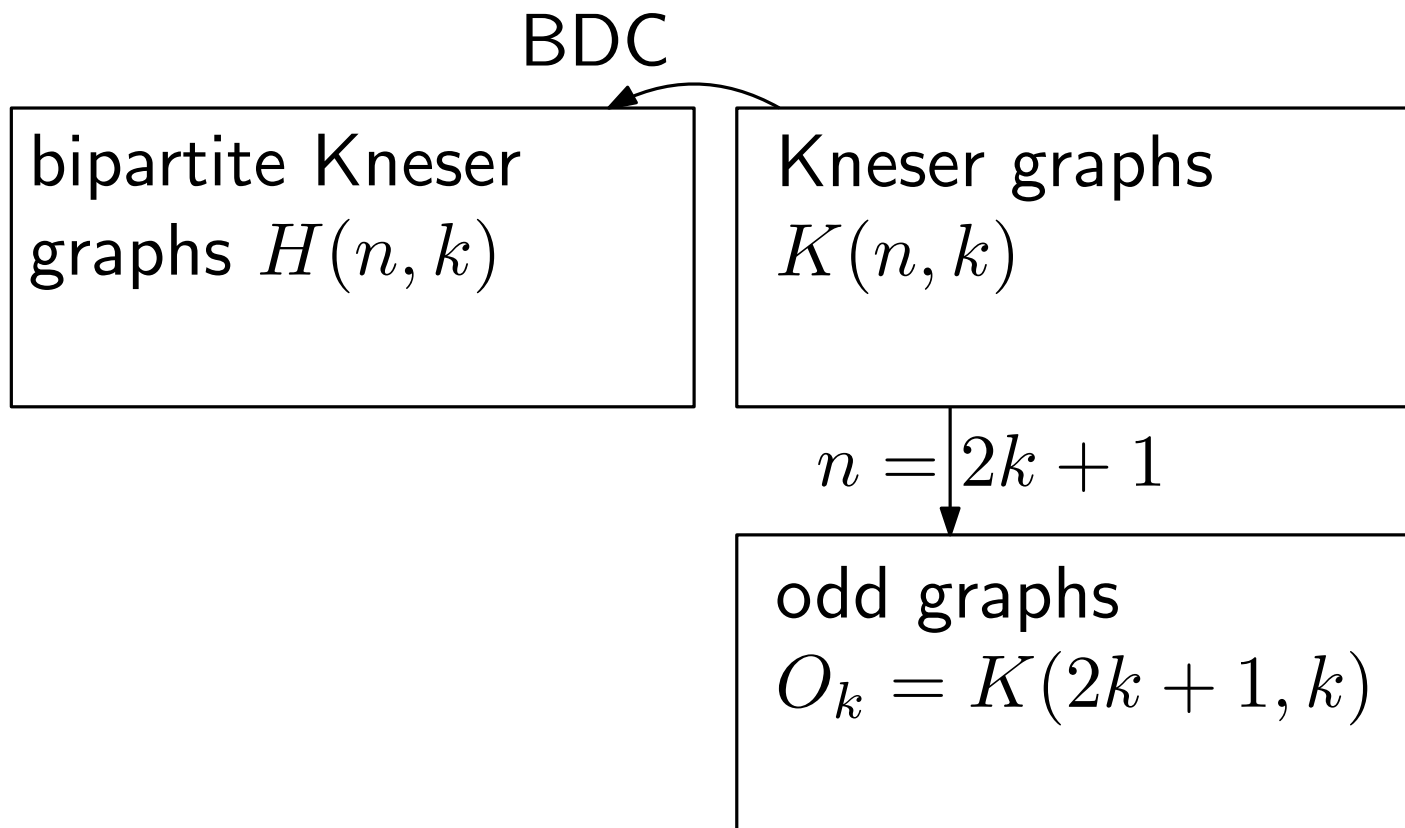 BDC
bipartite Kneser
graphs H(n, k)
Kneser graphs
K(n, k)
n = 2k + 1
odd graphs
O_k = K(2k + 1, k)